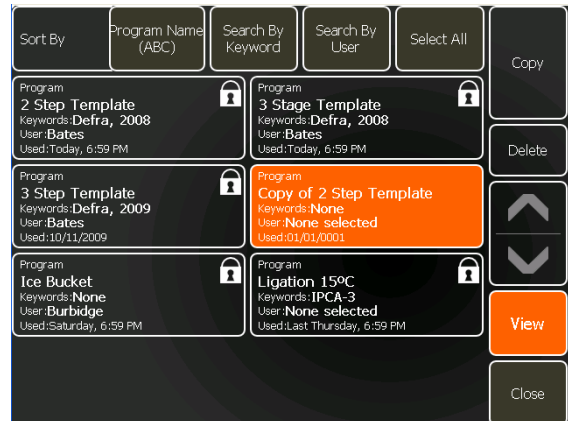 Sort By
Program Name
(ABC)
Search By
Keyword
Search By
User
Select All
Copy
Program
2 Step Template
Keywords:Defra, 2008
User:Bates
Used:Today, 6:59 PM
Program
3 Stage Template
Keywords:Defra, 2008
User:Bates
Used:Today, 6:59 PM
Delete
Program
3 Step Template
Keywords:Defra, 2009
User:Bates
Used:10/11/2009
Program
Copy of 2 Step Template
Keywords:None
User:None selected
Used:01/01/0001
Program
Ice Bucket
Keywords:None
User:Burbidge
Used:Saturday, 6:59 PM
Program
Ligation 15ºC
Keywords:IPCA-3
User:None selected
Used:Last Thursday, 6:59 PM
View
Close